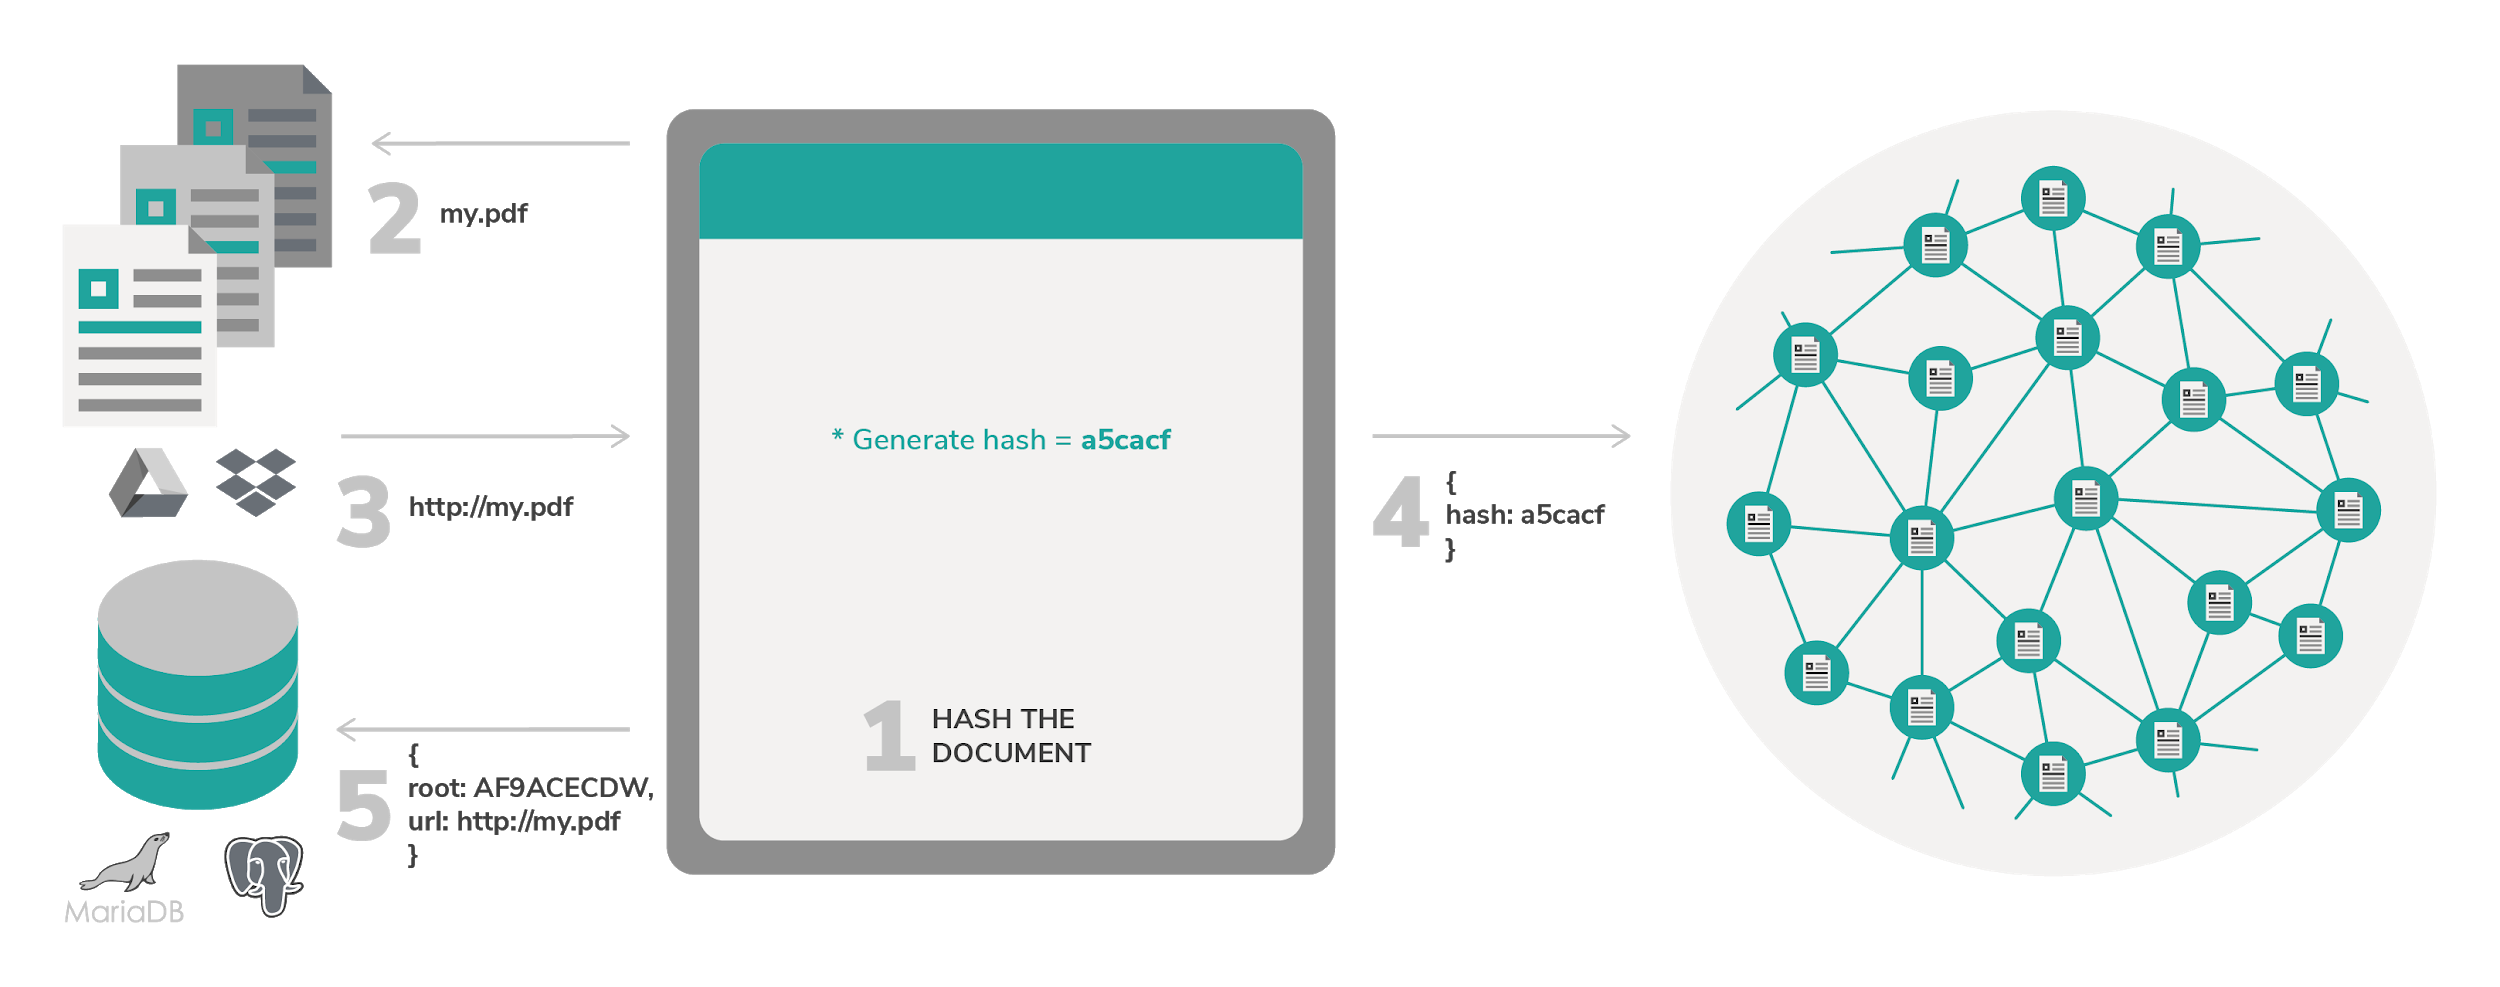 2
my.pdf
3
http://my.pdf
* Generate hash = a5cacf
4
{
hash: a5cacf
}
1
HASH THE
DOCUMENT
5
{
root: AF9ACECDW,
url: http://my.pdf
}
MariaDB